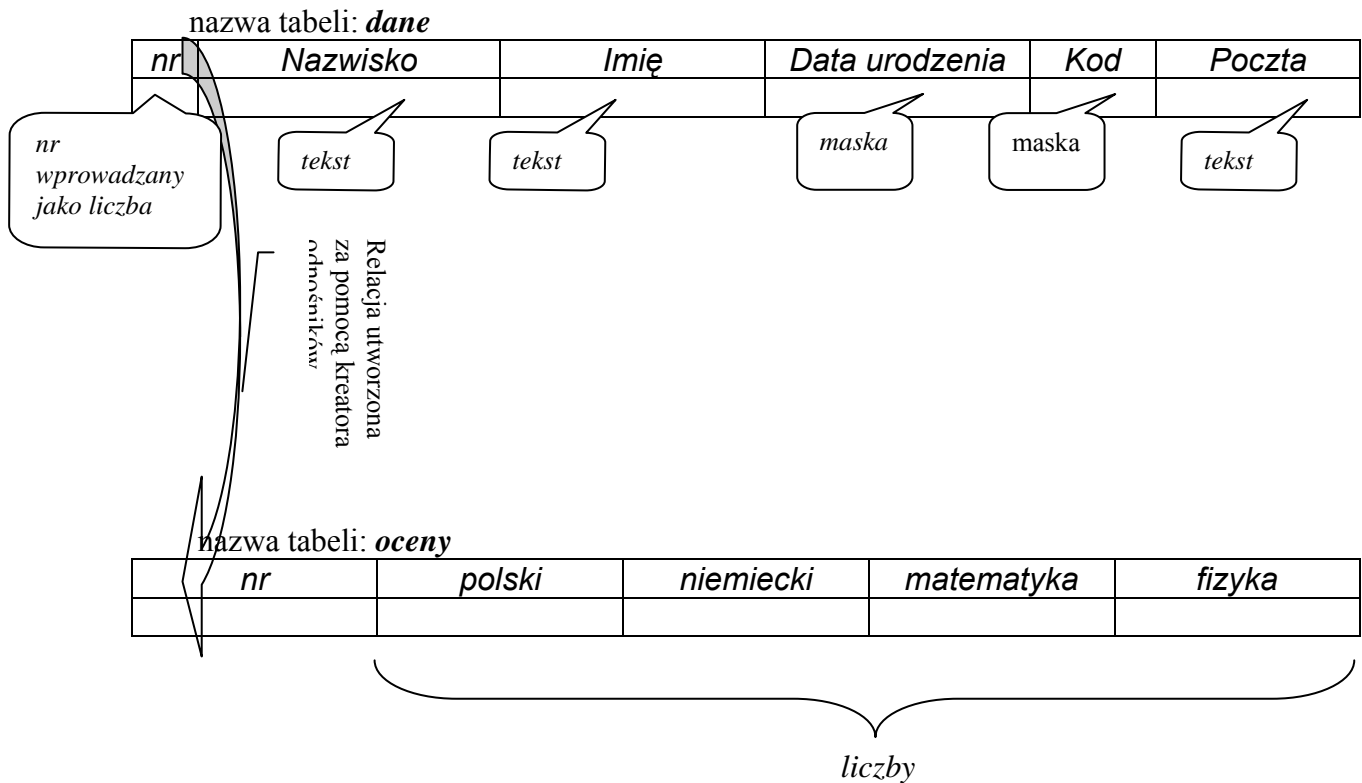 nazwa tabeli: dane
nr Nazwisko Imię Data urodzenia Kod Poczta
nr
wprowadzany
jako liczba
tekst
tekst
maska
maska
tekst
Relacja utworzona
za pomocą kreatora
odnośników
nazwa tabeli: oceny
nr polski niemiecki matematyka fizyka
liczby